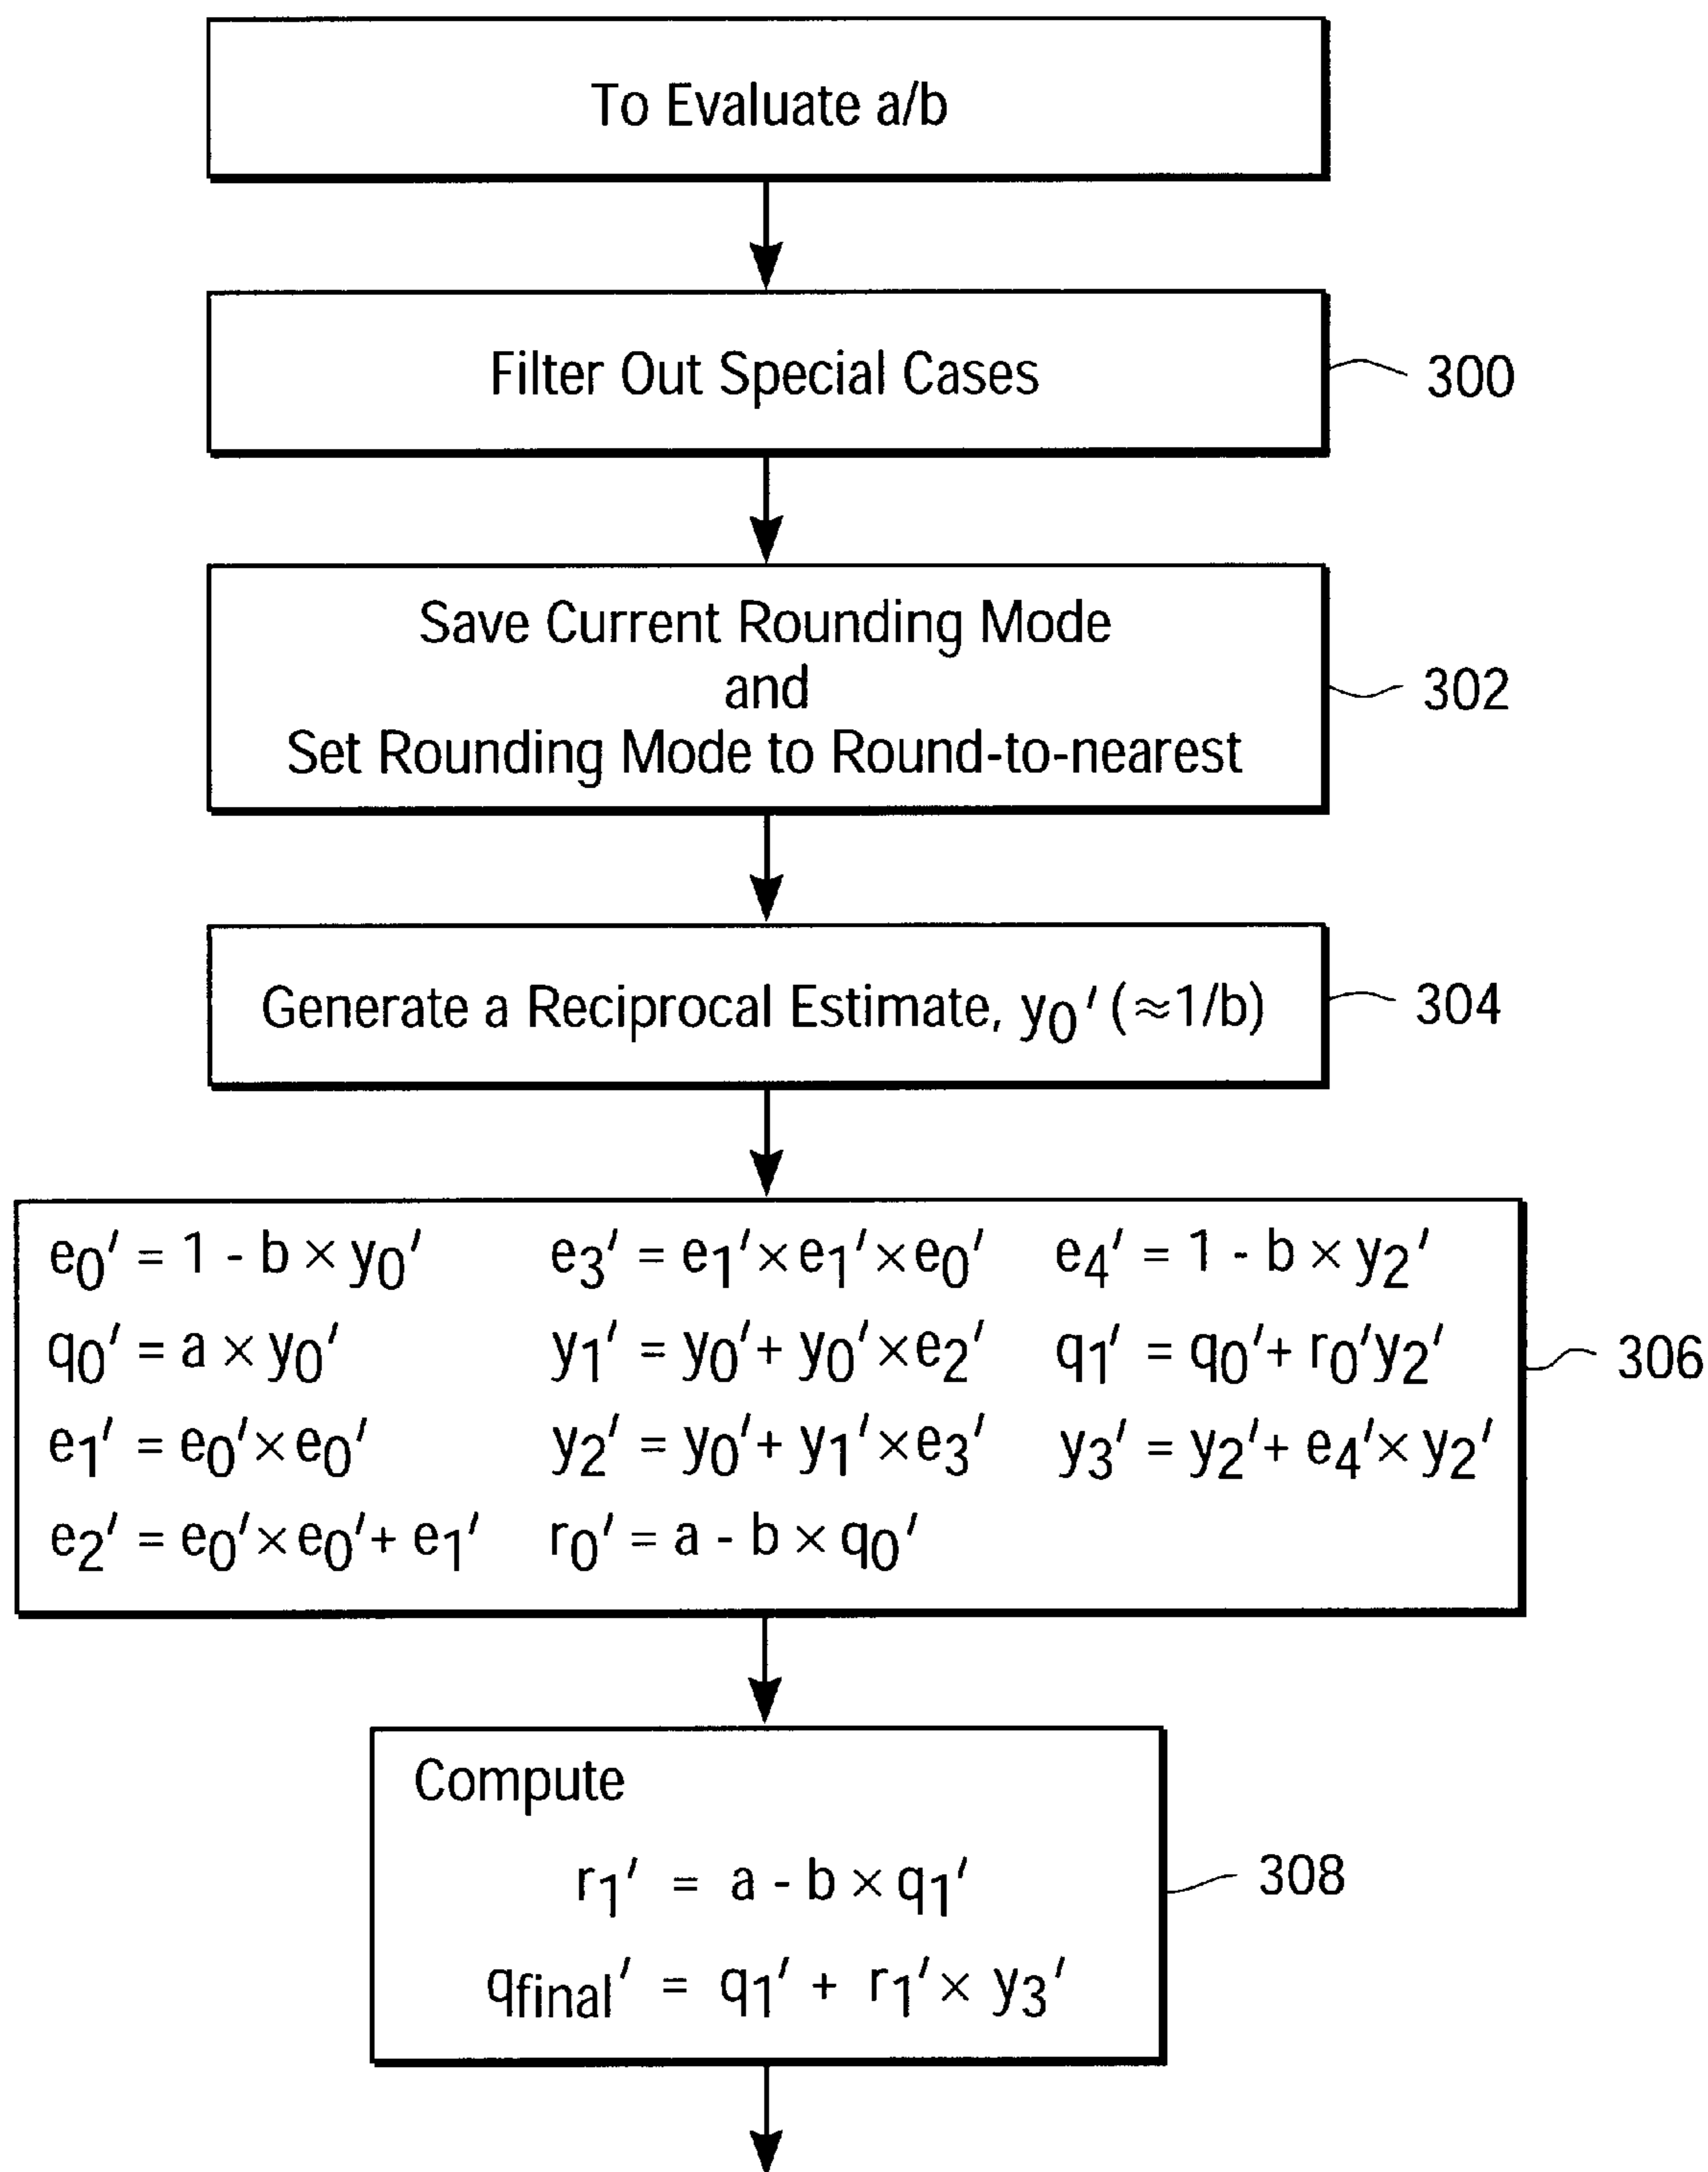 To Evaluate a/b
Filter Out Special Cases
300
Save Current Rounding Mode
and
Set Rounding Mode to Round-to-nearest
302
Generate a Reciprocal Estimate, y₀′ (≈1/b)
304
e₀′ = 1 - b × y₀′
q₀′ = a × y₀′
e₁′ = e₀′×e₀′
e₂′ = e₀′×e₀′+ e₁′
e₃′ = e₁′×e₁′×e₀′
y₁′ = y₀′+ y₀′×e₂′
y₂′ = y₀′+ y₁′×e₃′
r₀′ = a - b × q₀′
e₄′ = 1 - b × y₂′
q₁′ = q₀′+ r₀′y₂′
y₃′ = y₂′+ e₄′× y₂′
306
Compute
r₁′ = a - b × q₁′
q_final′ = q₁′ + r₁′× y₃′
308